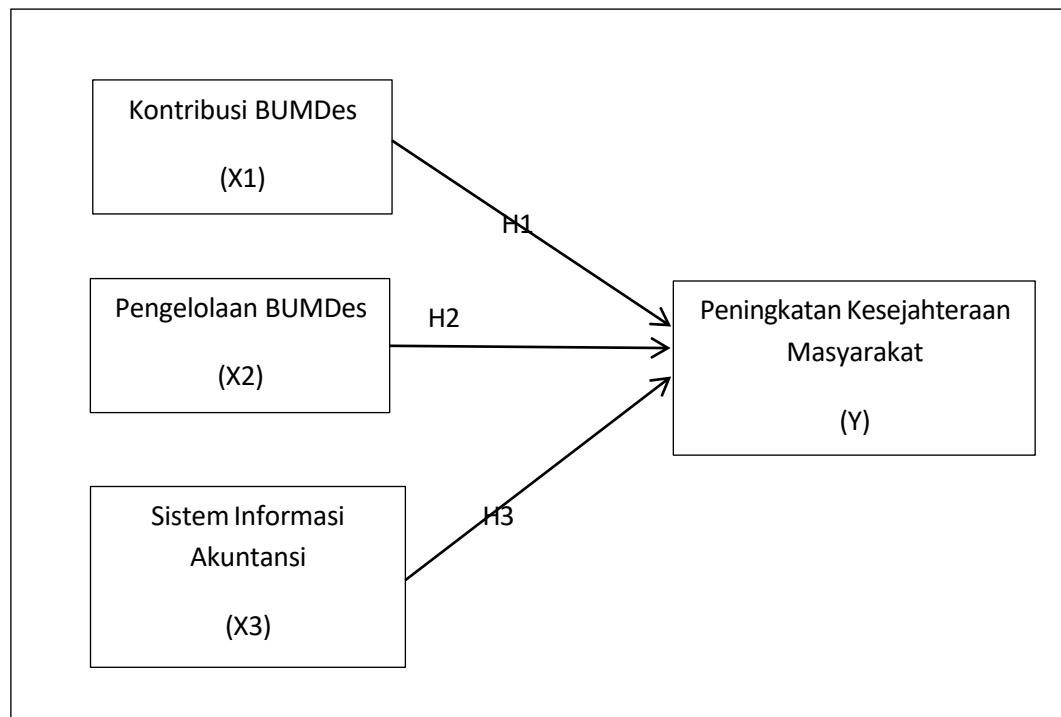 Kontribusi BUMDes
(X1)
H1
Pengelolaan BUMDes
(X2)
H2
Peningkatan Kesejahteraan
Masyarakat
(Y)
Sistem Informasi
Akuntansi
(X3)
H3